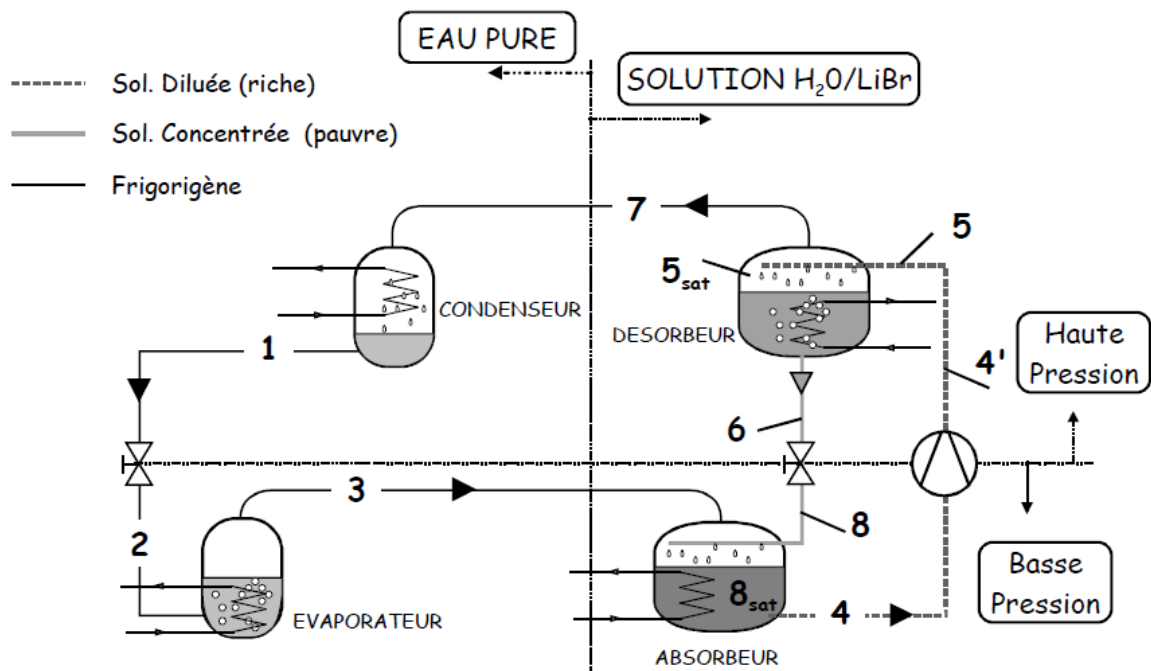 EAU PURE
SOLUTION H₂0/LiBr
Sol. Diluée (riche)
Sol. Concentrée (pauvre)
Frigorigène
7
5
5sat
CONDENSEUR
DESORBEUR
1
4'
Haute
Pression
6
3
2
8
8sat
4
Basse
Pression
EVAPORATEUR
ABSORBEUR